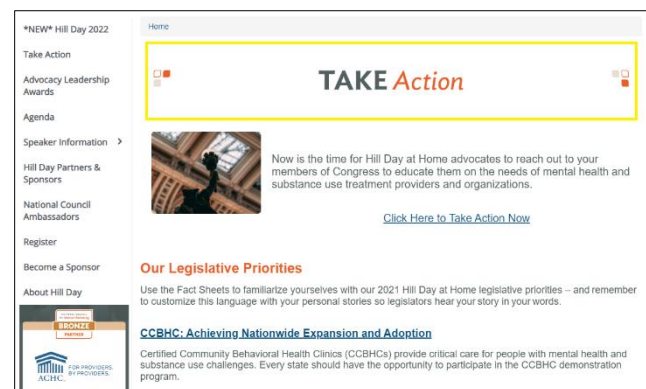 *NEW* Hill Day 2022
Take Action
Advocacy Leadership
Awards
Agenda
Speaker Information >
Hill Day Partners &
Sponsors
National Council
Ambassadors
Register
Become a Sponsor
About Hill Day
BRONZE
PARTNER
ACHC.
FOR PROVIDERS.
BY PROVIDERS.
Home
TAKE Action
Now is the time for Hill Day at Home advocates to reach out to your
members of Congress to educate them on the needs of mental health and
substance use treatment providers and organizations.
Click Here to Take Action Now
Our Legislative Priorities
Use the Fact Sheets to familiarize yourselves with our 2021 Hill Day at Home legislative priorities – and remember
to customize this language with your personal stories so legislators hear your story in your words.
CCBHC: Achieving Nationwide Expansion and Adoption
Certified Community Behavioral Health Clinics (CCBHCs) provide critical care for people with mental health and
substance use challenges. Every state should have the opportunity to participate in the CCBHC demonstration
program.